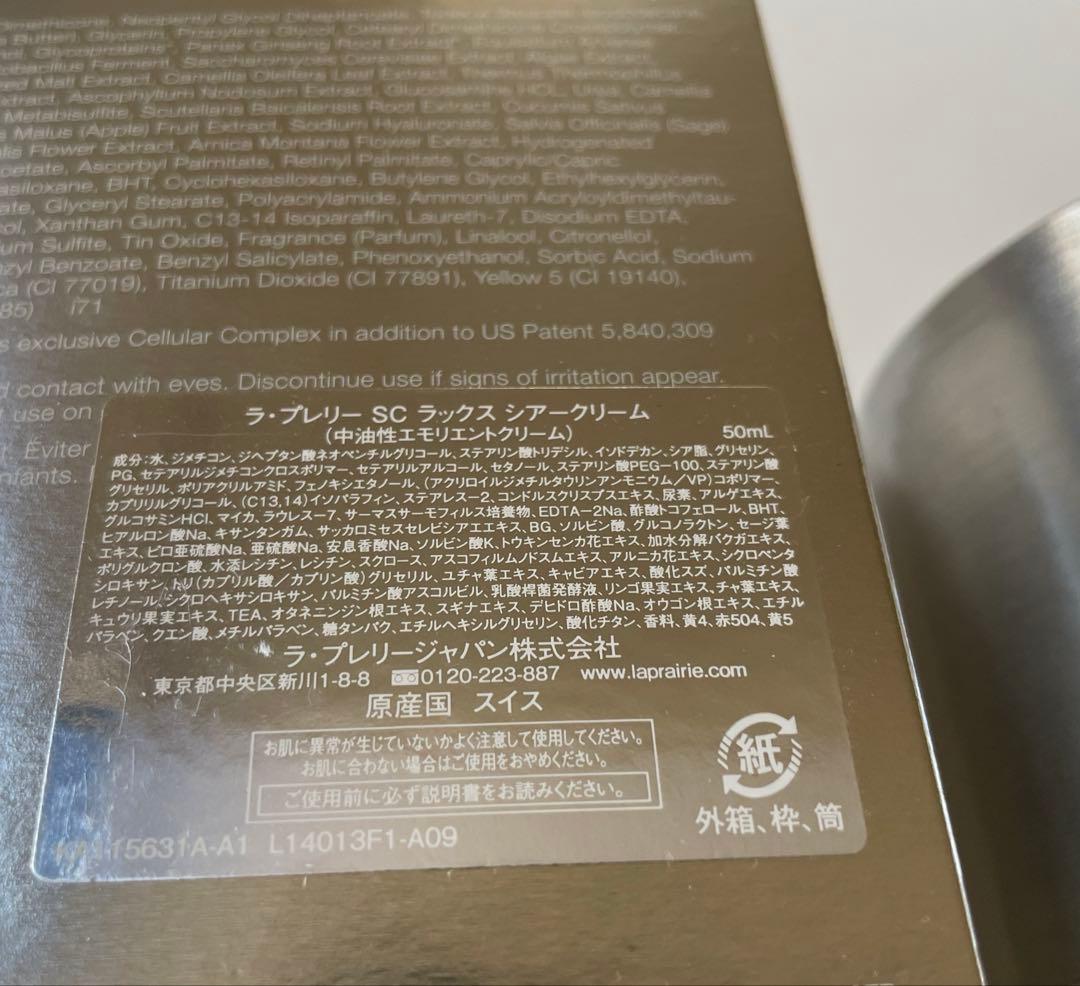 Dimethicone, Neopentyl Glycol Diheptanoate,
Butter), Glycerin, Propylene Glycol,
Glycoproteins*, Panax Ginseng Root Extract*,
Ferment, Saccharomyces Cerevisiae Extract, Algae Extract,
Malt Extract, Camellia Oleifera Leaf Extract, Thermus Thermophillus
Extract, Ascophyllum Nodosum Extract, Glucosamine HCL, Urea, Camellia
Metabisulfite, Scutellaria Baicalensis Root Extract, Cucumis Sativus
Malus (Apple) Fruit Extract, Sodium Hyaluronate, Salvia Officinalis (Sage)
Flower Extract, Arnica Montana Flower Extract, Hydrogenated
Ascorbyl Palmitate, Retinyl Palmitate, Caprylic/Capric
BHT, Cyclohexasiloxane, Butylene Glycol, Ethylhexylglycerin,
Glyceryl Stearate, Polyacrylamide, Ammonium Acryloyldimethyltau-
Xanthan Gum, C13-14 Isoparaffin, Laureth-7, Disodium EDTA,
Sulfite, Tin Oxide, Fragrance (Parfum), Linalool, Citronellol,
Benzoate, Benzyl Salicylate, Phenoxyethanol, Sorbic Acid, Sodium
(CI 77019), Titanium Dioxide (CI 77891), Yellow 5 (CI 19140),
85) i71
exclusive Cellular Complex in addition to US Patent 5,840,309
contact with eyes. Discontinue use if signs of irritation appear.
use on
Éviter
ラ・プレリー SC ラックス シアークリーム
(中油性エモリエントクリーム) 50mL
成分:水、ジメチコン、ジヘプタン酸ネオペンチルグリコール、ステアリン酸トリデシル、イソドデカン、シア脂、グリセリン、
PG、セテアリルジメチコンクロスポリマー、セテアリルアルコール、セタノール、ステアリン酸PEG-100、ステアリン酸
グリセリル、ポリアクリルアミド、フェノキシエタノール、(アクリロイルジメチルタウリンアンモニウム/VP)コポリマー、
カプリリルグリコール、(C13,14)イソパラフィン、ステアレス-2、コンドルスクリスプスエキス、尿素、アルゲエキス、
グルコサミンHCl、マイカ、ラウレス-7、サーマスサーモフィルス培養物、EDTA-2Na、酢酸トコフェロール、BHT、
ヒアルロン酸Na、キサンタンガム、サッカロミセスセレビシアエエキス、BG、ソルビン酸、グルコノラクトン、セージ葉
エキス、ピロ亜硫酸Na、亜硫酸Na、安息香酸Na、ソルビン酸K、トウキンセンカ花エキス、加水分解バクガエキス、
ポリグルクロン酸、水添レシチン、レシチン、スクロース、アスコフィルムノドスムエキス、アルニカ花エキス、シクロペンタ
シロキサン、トリ(カプリル酸/カプリン酸)グリセリル、ユチャ葉エキス、キャビアエキス、酸化スズ、パルミチン酸
レチノール、シクロヘキサシロキサン、パルミチン酸アスコルビル、乳酸桿菌発酵液、リンゴ果実エキス、チャ葉エキス、
キュウリ果実エキス、TEA、オタネニンジン根エキス、スギナエキス、デヒドロ酢酸Na、オウゴン根エキス、エチル
パラベン、クエン酸、メチルパラベン、糖タンパク、エチルヘキシルグリセリン、酸化チタン、香料、黄4、赤504、黄5
ラ・プレリージャパン株式会社
東京都中央区新川1-8-8 0120-223-887 www.laprairie.com
原産国 スイス
お肌に異常が生じていないかよく注意して使用してください。
お肌に合わない場合はご使用をおやめください。
ご使用前に必ず説明書をお読みください。
紙
外箱、枠、筒
15631A-A1 L14013F1-A09